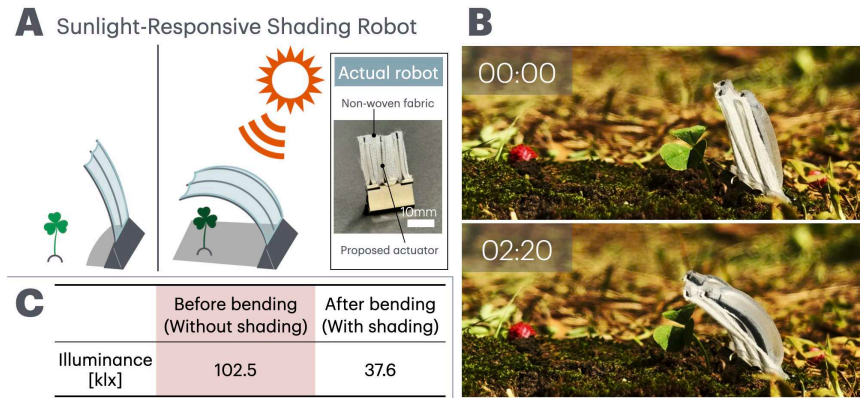 A Sunlight-Responsive Shading Robot
Actual robot
Non-woven fabric
10mm
Proposed actuator
B
00:00
02:20
C
Before bending
(Without shading)
After bending
(With shading)
Illuminance
[klx]
102.5
37.6